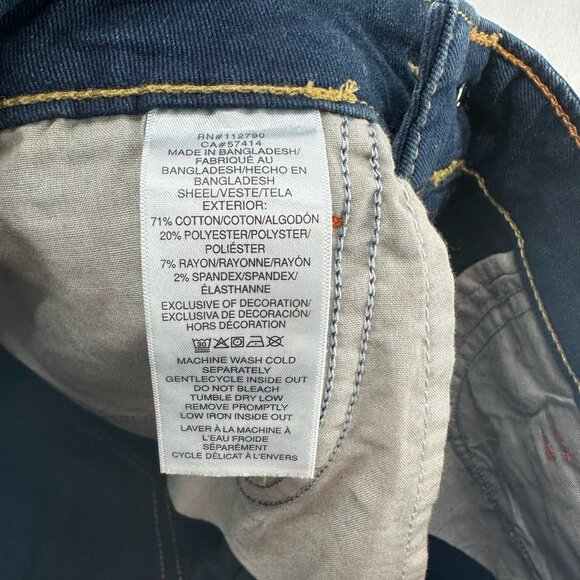 RN#112790
CA#57414
MADE IN BANGLADESH/
FABRIQUÉ AU
BANGLADESH/HECHO EN
BANGLADESH
SHEEL/VESTE/TELA
EXTERIOR:
71% COTTON/COTON/ALGODÓN
20% POLYESTER/POLYSTER/
POLIÉSTER
7% RAYON/RAYONNE/RAYÓN
2% SPANDEX/SPANDEX/
ÉLASTHANNE
EXCLUSIVE OF DECORATION/
EXCLUSIVA DE DECORACIÓN/
HORS DÉCORATION
MACHINE WASH COLD
SEPARATELY
GENTLECYCLE INSIDE OUT
DO NOT BLEACH
TUMBLE DRY LOW
REMOVE PROMPTLY
LOW IRON INSIDE OUT
LAVER À LA MACHINE À
L'EAU FROIDE
SÉPARÉMENT
CYCLE DÉLICAT À L'ENVERS